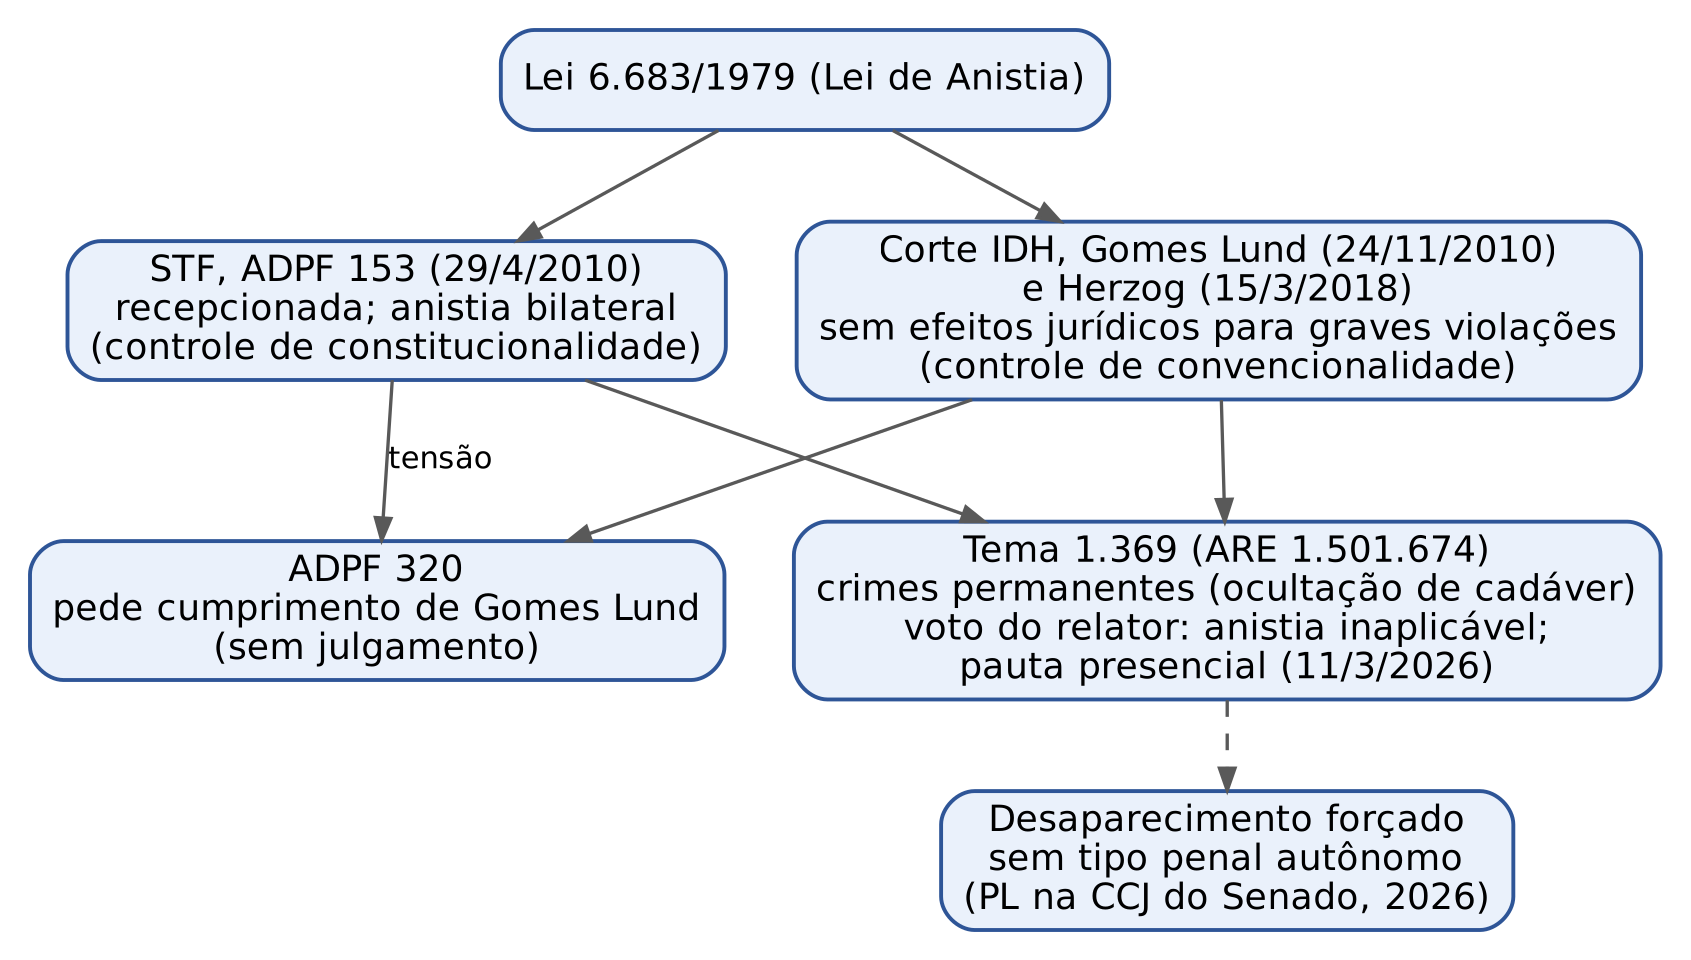 Lei 6.683/1979 (Lei de Anistia)
STF, ADPF 153 (29/4/2010)
recepcionada; anistia bilateral
(controle de constitucionalidade)
Corte IDH, Gomes Lund (24/11/2010)
e Herzog (15/3/2018)
sem efeitos jurídicos para graves violações
(controle de convencionalidade)
tensão
ADPF 320
pede cumprimento de Gomes Lund
(sem julgamento)
Tema 1.369 (ARE 1.501.674)
crimes permanentes (ocultação de cadáver)
voto do relator: anistia inaplicável;
pauta presencial (11/3/2026)
Desaparecimento forçado
sem tipo penal autônomo
(PL na CCJ do Senado, 2026)